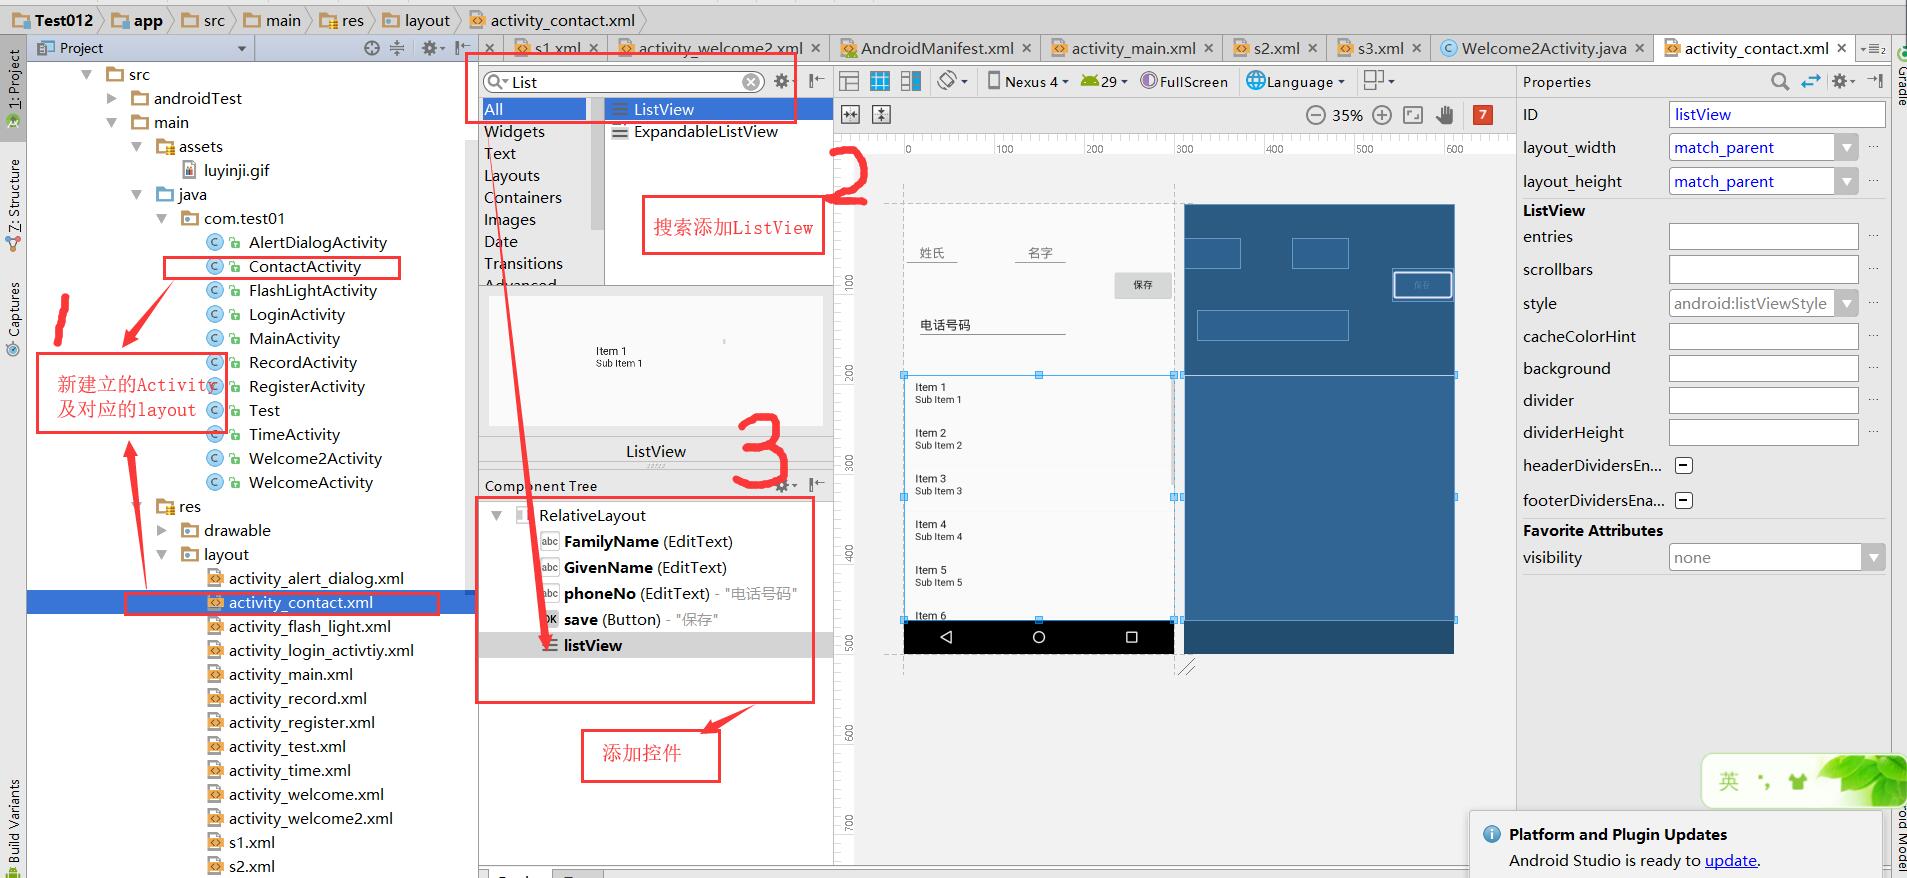 Test012 app src main res layout activity_contact.xml
Project
s1.xml activity_welcome2.xml AndroidManifest.xml activity_main.xml s2.xml s3.xml Welcome2Activity.java activity_contact.xml
1: Project
7: Structure
Captures
Build Variants
Gradle
src
androidTest
main
assets
luyinji.gif
java
com.test01
AlertDialogActivity
ContactActivity
FlashLightActivity
LoginActivity
MainActivity
RecordActivity
RegisterActivity
Test
TimeActivity
Welcome2Activity
WelcomeActivity
res
drawable
layout
activity_alert_dialog.xml
activity_contact.xml
activity_flash_light.xml
activity_login_activtiy.xml
activity_main.xml
activity_record.xml
activity_register.xml
activity_test.xml
activity_time.xml
activity_welcome.xml
activity_welcome2.xml
s1.xml
s2.xml
1
新建立的Activity
及对应的layout
List
All
Widgets
Text
Layouts
Containers
Images
Date
Transitions
Advanced
ListView
ExpandableListView
2
搜索添加ListView
Item 1
Sub Item 1
ListView
3
Component Tree
RelativeLayout
abc FamilyName (EditText)
abc GivenName (EditText)
abc phoneNo (EditText) - "电话号码"
OK save (Button) - "保存"
listView
添加控件
Nexus 4 29 FullScreen Language
35% 7
0 100 200 300 400 500 600
0
100
200
300
400
500
600
700
姓氏 名字
保存
电话号码
保存
Item 1
Sub Item 1
Item 2
Sub Item 2
Item 3
Sub Item 3
Item 4
Sub Item 4
Item 5
Sub Item 5
Item 6
Properties
ID listView
layout_width match_parent
layout_height match_parent
ListView
entries
scrollbars
style android:listViewStyle
cacheColorHint
background
divider
dividerHeight
headerDividersEn...
footerDividersEna...
Favorite Attributes
visibility none
英
Platform and Plugin Updates
Android Studio is ready to update.